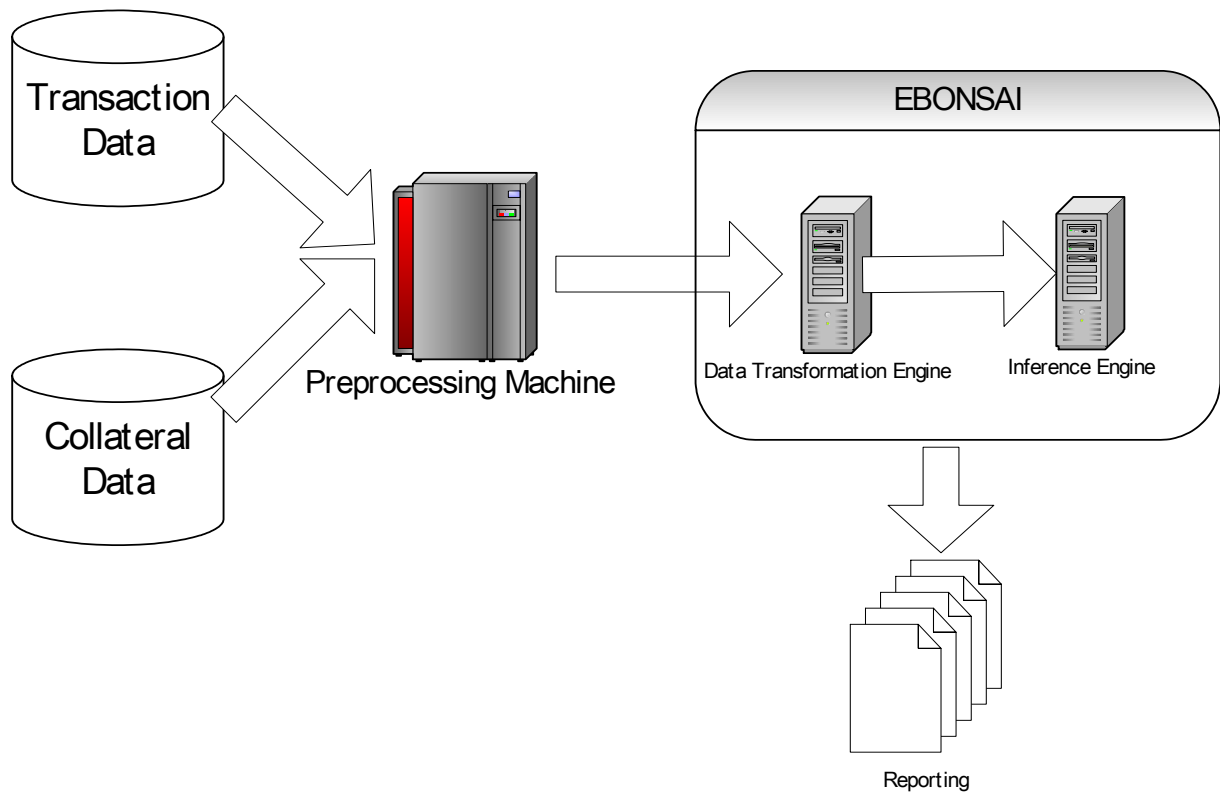 Transaction
Data
EBONSAI
Preprocessing Machine
Data Transformation Engine
Inference Engine
Collateral
Data
Reporting